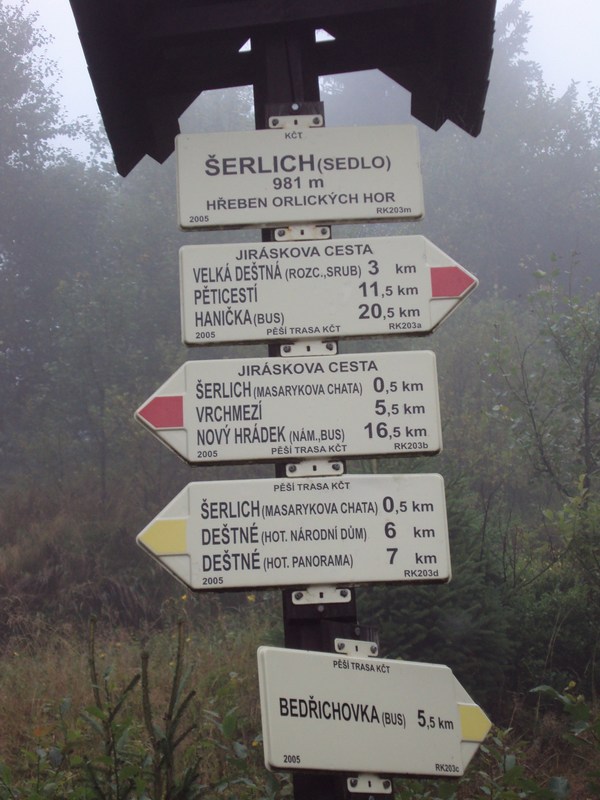 KČT
ŠERLICH (SEDLO)
981 m
HŘEBEN ORLICKÝCH HOR
2005 RK203m
JIRÁSKOVA CESTA
VELKÁ DEŠTNÁ (ROZC.,SRUB) 3 km
PĚTICESTÍ 11,5 km
HANIČKA (BUS) 20,5 km
2005 PĚŠÍ TRASA KČT RK203a
JIRÁSKOVA CESTA
ŠERLICH (MASARYKOVA CHATA) 0,5 km
VRCHMEZÍ 5,5 km
NOVÝ HRÁDEK (NÁM.,BUS) 16,5 km
2005 PĚŠÍ TRASA KČT RK203b
PĚŠÍ TRASA KČT
ŠERLICH (MASARYKOVA CHATA) 0,5 km
DEŠTNÉ (HOT. NÁRODNÍ DŮM) 6 km
DEŠTNÉ (HOT. PANORAMA) 7 km
2005 RK203d
PĚŠÍ TRASA KČT
BEDŘICHOVKA (BUS) 5,5 km
2005 RK203c